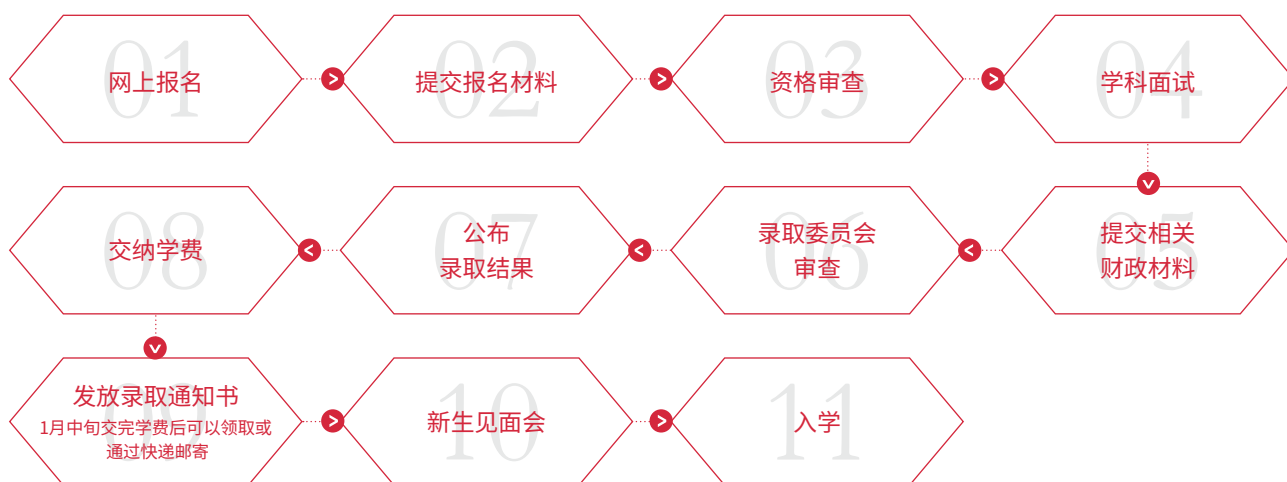 01
网上报名
02
提交报名材料
03
资格审查
04
学科面试
05
提交相关
财政材料
06
录取委员会
审查
07
公布
录取结果
08
交纳学费
09
发放录取通知书
1月中旬交完学费后可以领取或
通过快递邮寄
10
新生见面会
11
入学